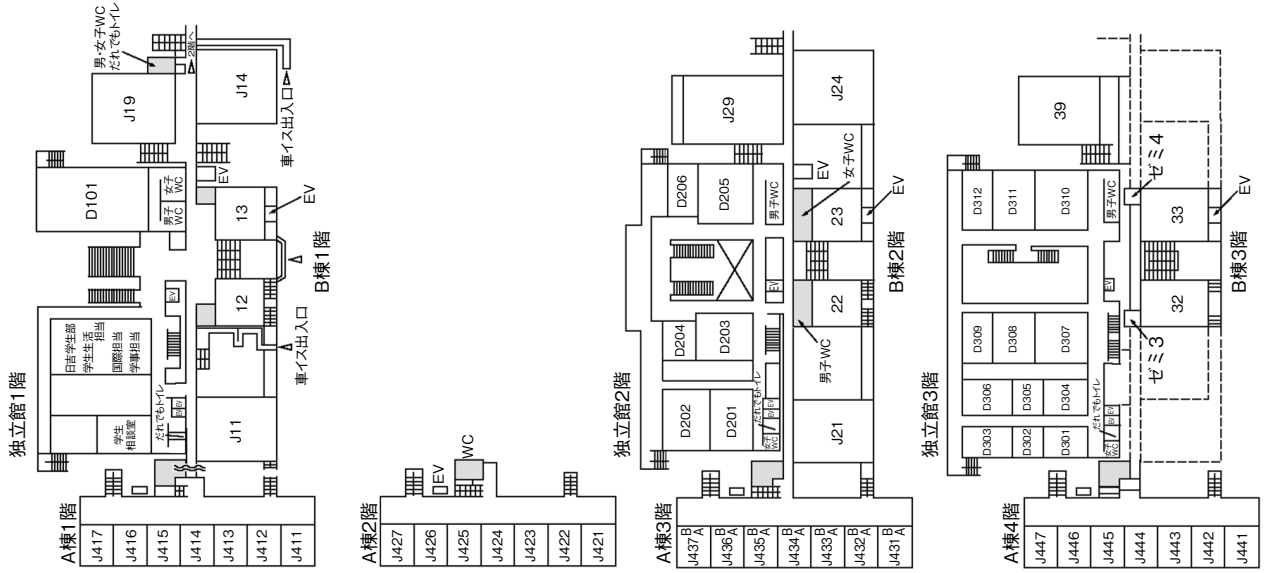 独立館1階
日吉学生部
学生生活
担当
国際担当
学事担当
学生
相談室
だれでもトイレ
EV
EV
EV
D101
男子
WC
女子
WC
J19
男・女子WC
だれでもトイレ
2階へ
J14
車イス出入口
EV
13
EV
12
B棟1階
車イス出入口
J11
A棟1階
J417
J416
J415
J414
J413
J412
J411
A棟2階
EV
WC
J427
J426
J425
J424
J423
J422
J421
独立館2階
D206
D205
男子WC
EV
D204
D203
D202
D201
だれでもトイレ
女子
WC
EV
EV
J29
J24
EV
女子WC
23
EV
22
B棟2階
男子WC
J21
A棟3階
J437 B A
J436 B A
J435 B A
J434 B A
J433 B A
J432 B A
J431 B A
独立館3階
D312
D311
D310
男子WC
EV
D309
D308
D307
D306
D305
D304
だれでもトイレ
D303
D302
D301
女子
WC
EV
EV
39
ゼミ4
33
EV
32
B棟3階
ゼミ3
A棟4階
J447
J446
J445
J444
J443
J442
J441